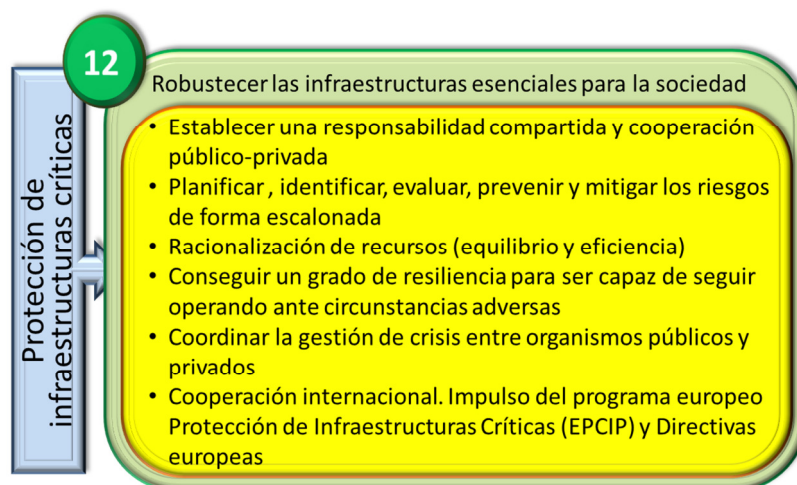 12
Robustecer las infraestructuras esenciales para la sociedad
Protección de
infraestructuras críticas
• Establecer una responsabilidad compartida y cooperación
público-privada
• Planificar , identificar, evaluar, prevenir y mitigar los riesgos
de forma escalonada
• Racionalización de recursos (equilibrio y eficiencia)
• Conseguir un grado de resiliencia para ser capaz de seguir
operando ante circunstancias adversas
• Coordinar la gestión de crisis entre organismos públicos y
privados
• Cooperación internacional. Impulso del programa europeo
Protección de Infraestructuras Críticas (EPCIP) y Directivas
europeas